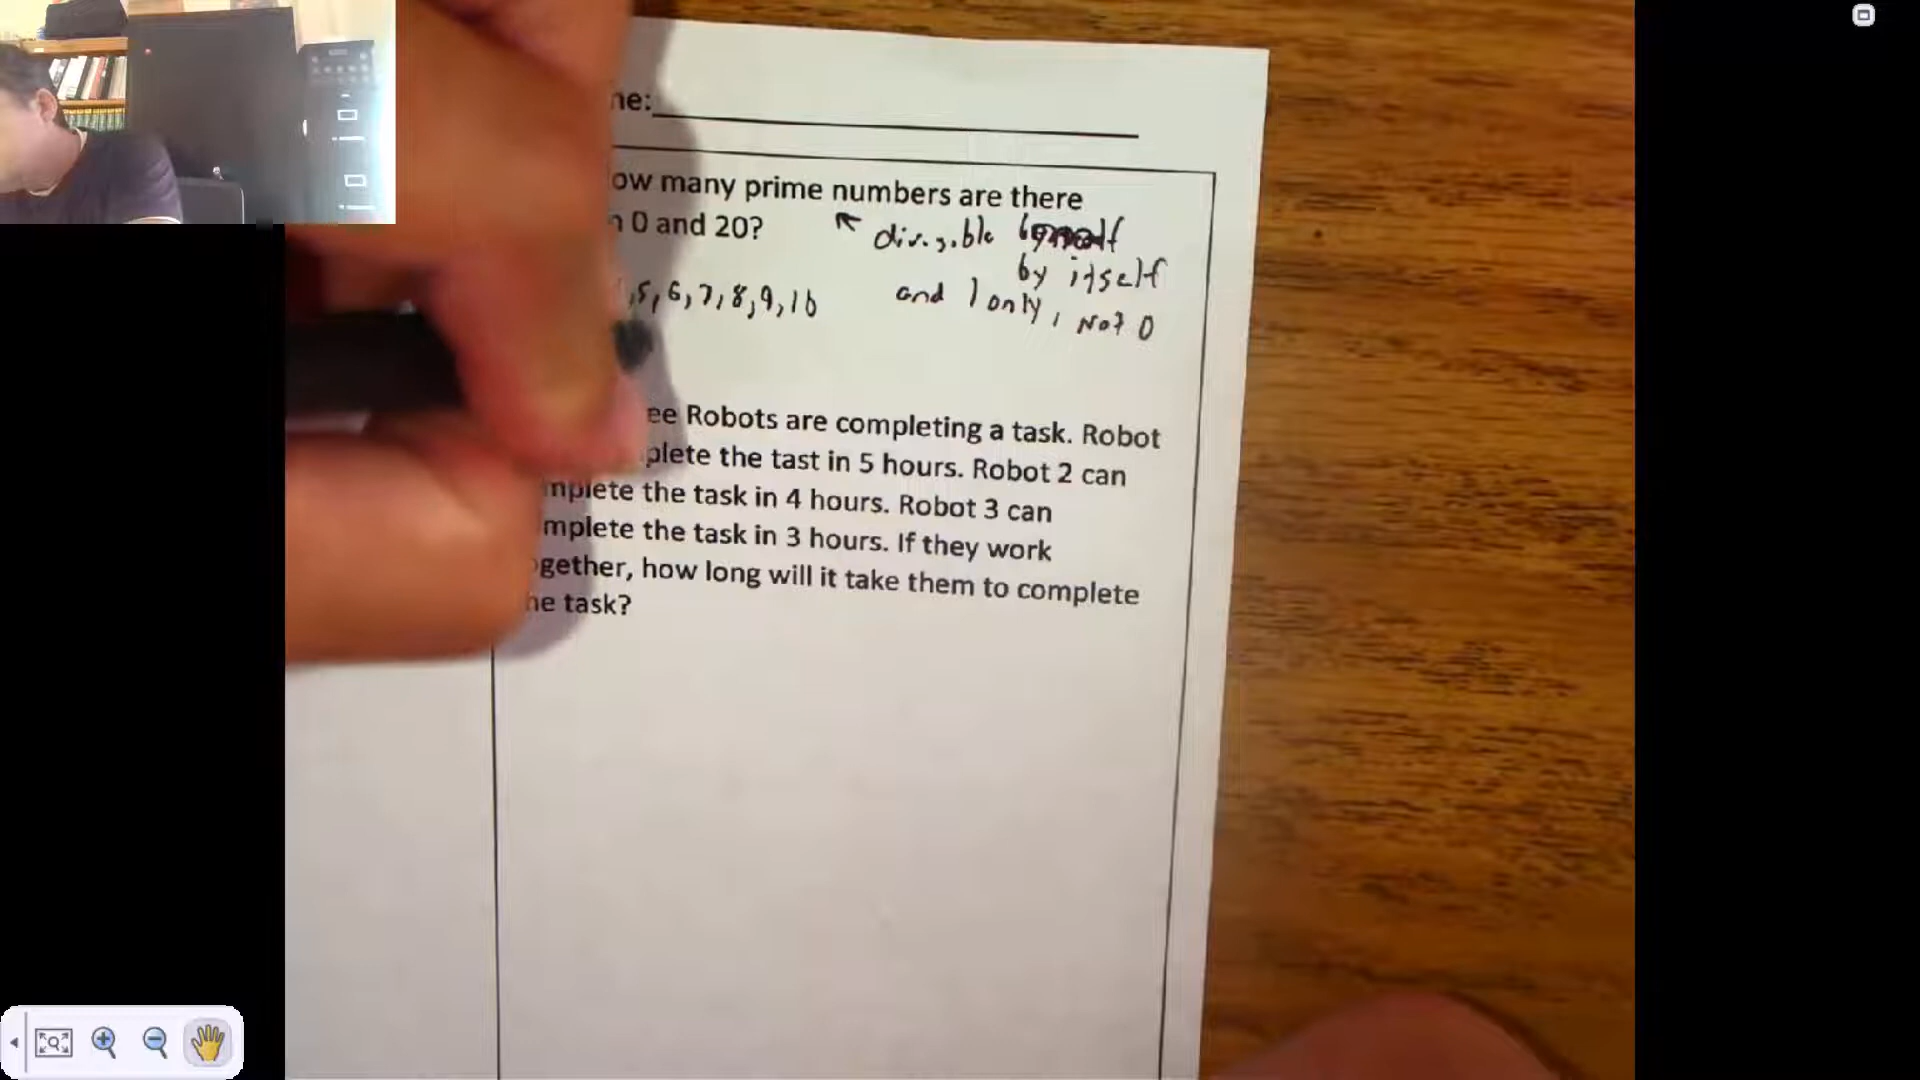 ne:
ow many prime numbers are there
n 0 and 20?
divisible
by itself
and 1 only, Not 0
,5,6,7,8,9,10
ee Robots are completing a task. Robot
plete the tast in 5 hours. Robot 2 can
mplete the task in 4 hours. Robot 3 can
mplete the task in 3 hours. If they work
gether, how long will it take them to complete
he task?